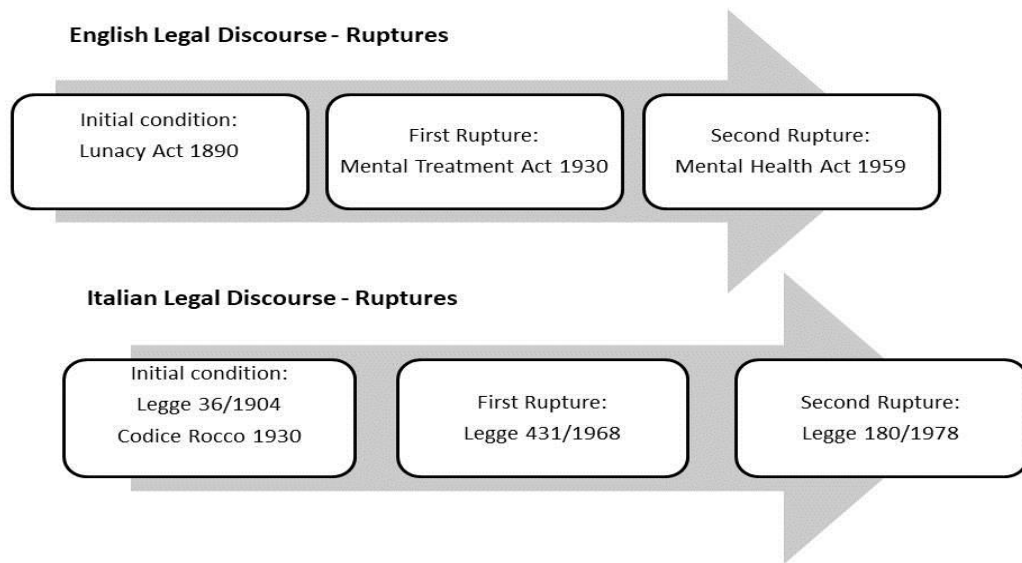 English Legal Discourse - Ruptures
Initial condition:
Lunacy Act 1890
First Rupture:
Mental Treatment Act 1930
Second Rupture:
Mental Health Act 1959
Italian Legal Discourse - Ruptures
Initial condition:
Legge 36/1904
Codice Rocco 1930
First Rupture:
Legge 431/1968
Second Rupture:
Legge 180/1978